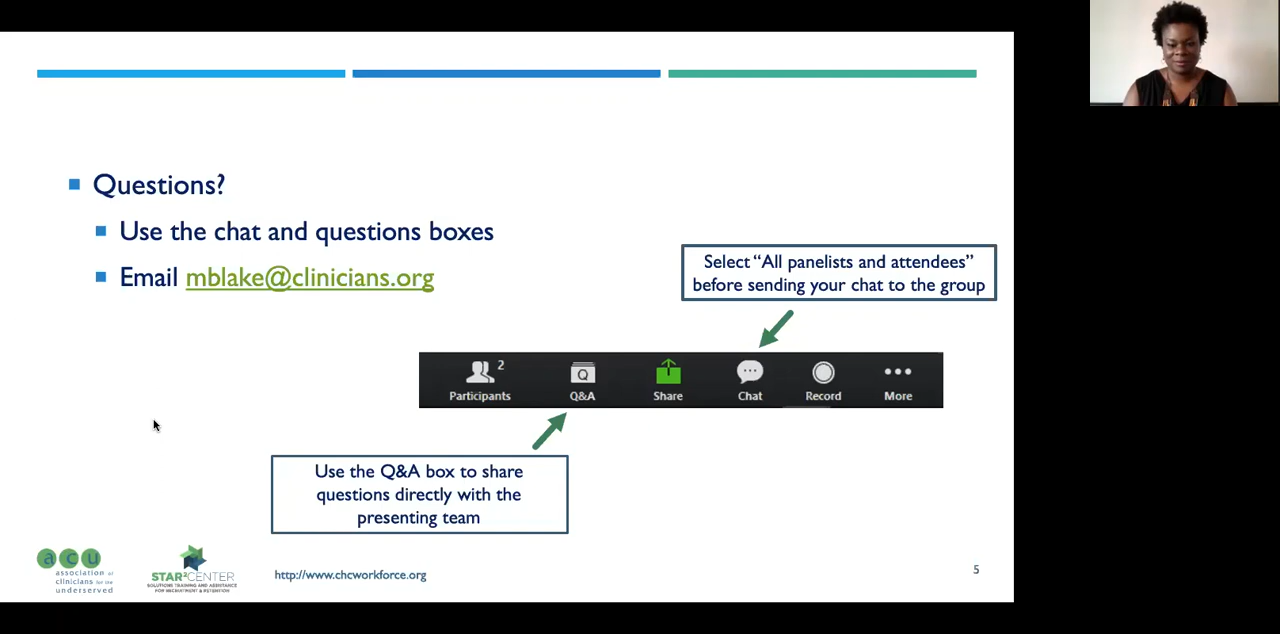 Questions?
Use the chat and questions boxes
Email mblake@clinicians.org
Select “All panelists and attendees”
before sending your chat to the group
2
Participants
Q
Q&A
Share
Chat
Record
More
Use the Q&A box to share
questions directly with the
presenting team
acu
association of
clinicians for the
underserved
STAR²CENTER
SOLUTIONS TRAINING AND ASSISTANCE
FOR RECRUITMENT & RETENTION
http://www.chcworkforce.org
5